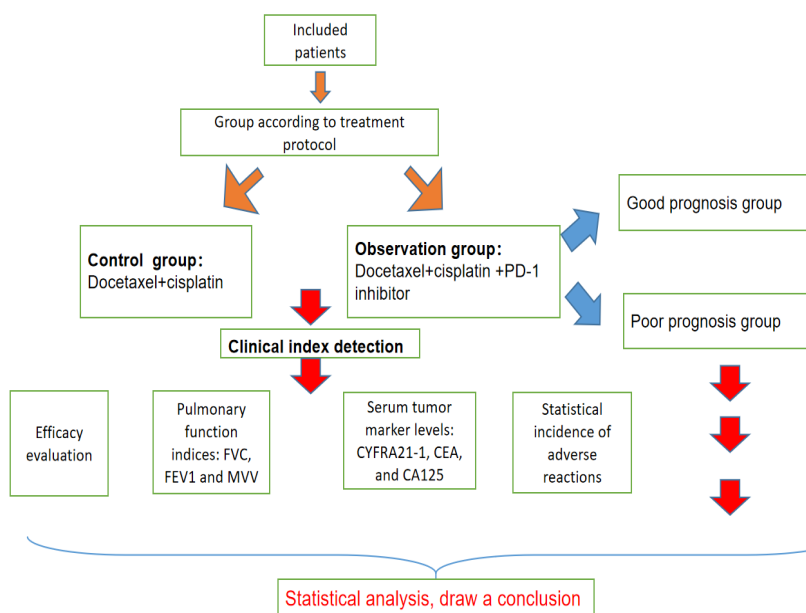 Included
patients
Group according to treatment
protocol
Control group:
Docetaxel+cisplatin
Observation group:
Docetaxel+cisplatin +PD-1
inhibitor
Good prognosis group
Poor prognosis group
Clinical index detection
Efficacy
evaluation
Pulmonary
function
indices: FVC,
FEV1 and MVV
Serum tumor
marker levels:
CYFRA21-1, CEA,
and CA125
Statistical
incidence of
adverse
reactions
Statistical analysis, draw a conclusion